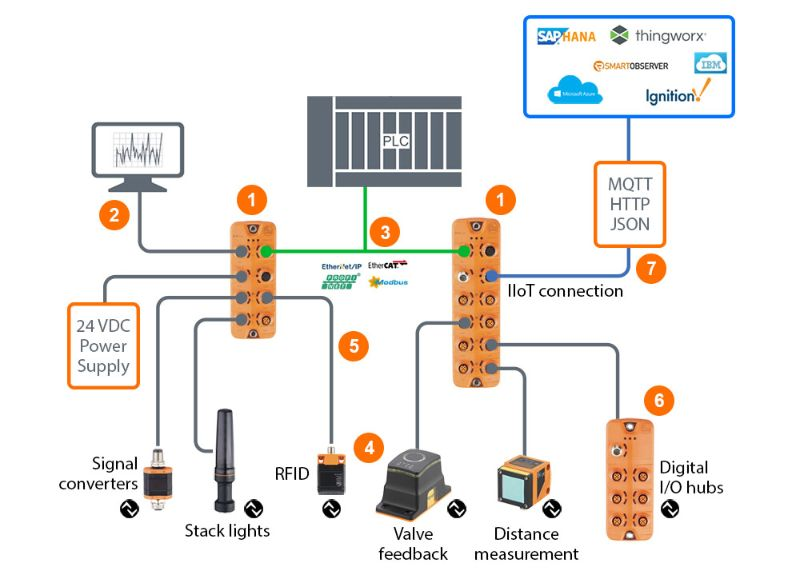 SAP HANA
thingworx
SMARTOBSERVER
IBM
Microsoft Azure
Ignition!
PLC
MQTT
HTTP
JSON
1
1
2
3
7
EtherNet/IP
EtherCAT
PROFI
NET
Modbus
IIoT connection
24 VDC
Power
Supply
5
6
4
Signal
converters
Stack lights
RFID
Valve
feedback
Distance
measurement
Digital
I/O hubs